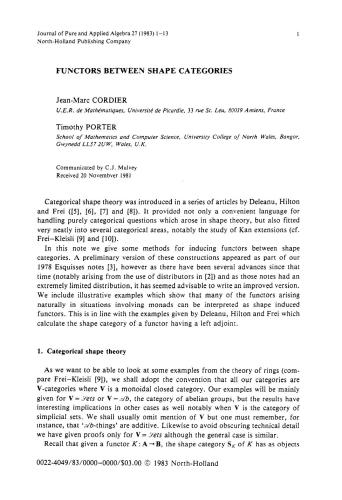 Journal of Pure and Applied Algebra 27 (1983) 1-13
North-Holland Publishing Company
1
FUNCTORS BETWEEN SHAPE CATEGORIES
Jean-Marc CORDIER
U.E.R. de Mathématiques, Université de Picardie, 33 rue St. Leu, 80039 Amiens, France
Timothy PORTER
School of Mathematics and Computer Science, University College of North Wales, Bangor,
Gwynedd LL57 2UW, Wales, U.K.
Communicated by C.J. Mulvey
Received 20 November 1981
Categorical shape theory was introduced in a series of articles by Deleanu, Hilton
and Frei ([5], [6], [7] and [8]). It provided not only a convenient language for
handling purely categorical questions which arose in shape theory, but also fitted
very neatly into several categorical areas, notably the study of Kan extensions (cf.
Frei–Kleisli [9] and [10]).
In this note we give some methods for inducing functors between shape
categories. A preliminary version of these constructions appeared as part of our
1978 Esquisses notes [3], however as there have been several advances since that
time (notably arising from the use of distributors in [2]) and as those notes had an
extremely limited distribution, it has seemed advisable to write an improved version.
We include illustrative examples which show that many of the functors arising
naturally in situations involving monads can be interpreted as shape induced
functors. This is in line with the examples given by Deleanu, Hilton and Frei which
calculate the shape category of a functor having a left adjoint.
1. Categorical shape theory
As we want to be able to look at some examples from the theory of rings (com-
pare Frei–Kleisli [9]), we shall adopt the convention that all our categories are
V-categories where V is a monoidal closed category. Our examples will be mainly
given for V = Sets or V = Ab, the category of abelian groups, but the results have
interesting implications in other cases as well notably when V is the category of
simplicial sets. We shall usually omit mention of V but one must remember, for
instance, that 'Ab-things' are additive. Likewise to avoid obscuring technical detail
we have given proofs only for V = Sets although the general case is similar.
Recall that given a functor K: A→B, the shape category S_K of K has as objects
0022-4049/83/0000-0000/$03.00 © 1983 North-Holland